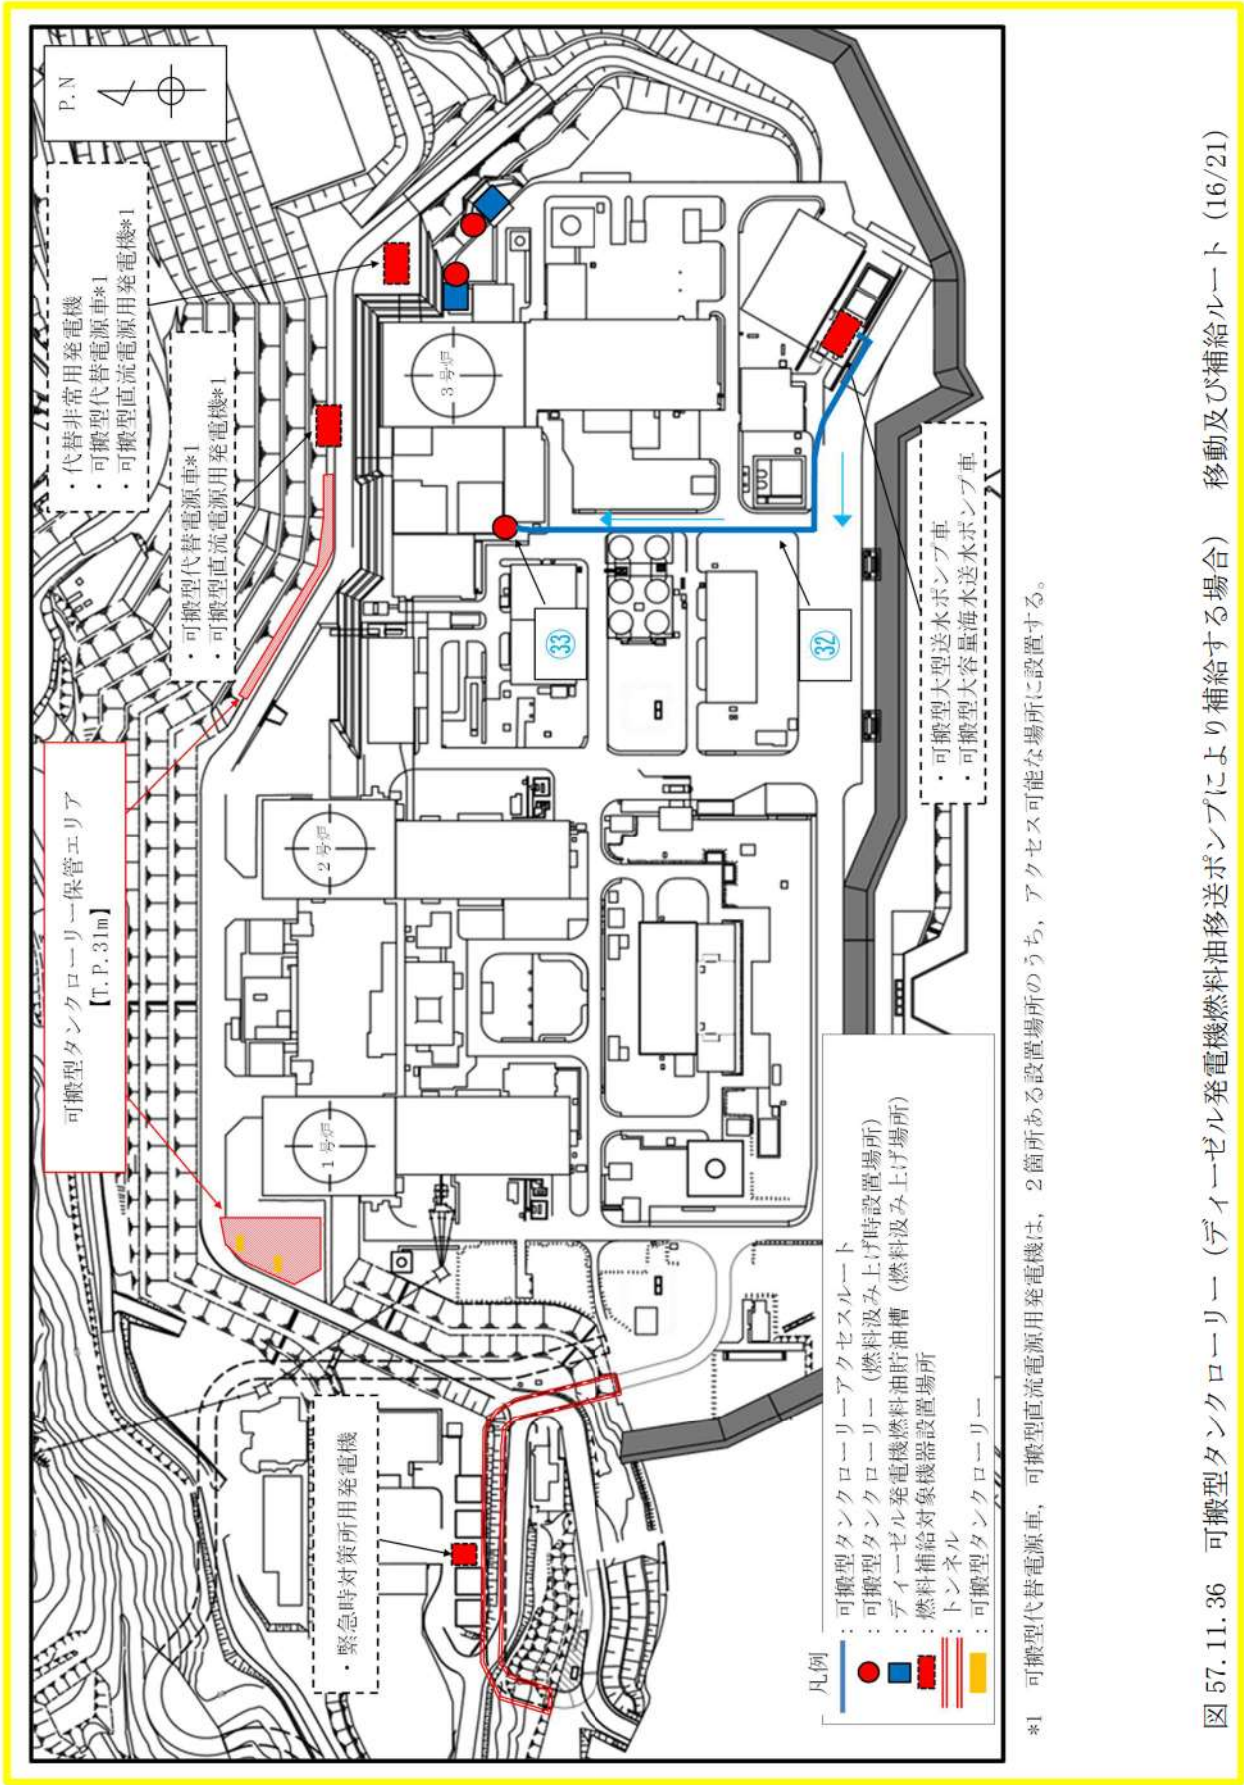 P.N
・代替非常用発電機
・可搬型代替電源車*1
・可搬型直流電源用発電機*1
・可搬型代替電源車*1
・可搬型直流電源用発電機*1
可搬型タンクローリー保管エリア
【T.P.31m】
・緊急時対策所用発電機
1号炉
2号炉
3号炉
㉝
㉜
・可搬型大型送水ポンプ車
・可搬型大容量海水送水ポンプ車
凡例
：可搬型タンクローリーアクセスルート
：可搬型タンクローリー（燃料汲み上げ時設置場所）
：ディーゼル発電機燃料油貯油槽（燃料汲み上げ場所）
：燃料補給対象機器設置場所
：トンネル
：可搬型タンクローリー
*1　可搬型代替電源車，可搬型直流電源用発電機は，2箇所ある設置場所のうち，アクセス可能な場所に設置する。
図 57.11.36　可搬型タンクローリー（ディーゼル発電機燃料油移送ポンプにより補給する場合）　移動及び補給ルート（16/21）